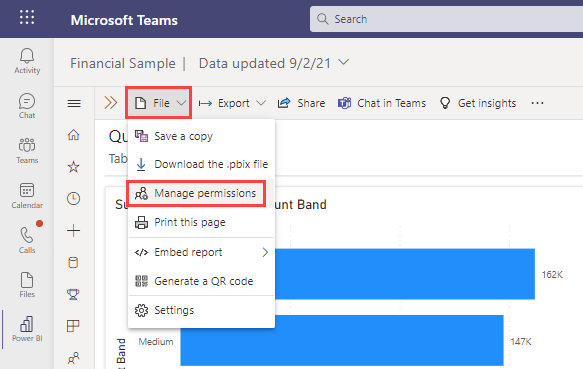 Microsoft Teams
Search
Activity
Chat
Teams
Calendar
Calls
Files
Power BI
Financial Sample | Data updated 9/2/21
File
Export
Share
Chat in Teams
Get insights
Qu
Tab
Save a copy
Download the .pbix file
Manage permissions
Print this page
Embed report
Generate a QR code
Settings
Su
ount Band
162K
Medium
147K
nt Band